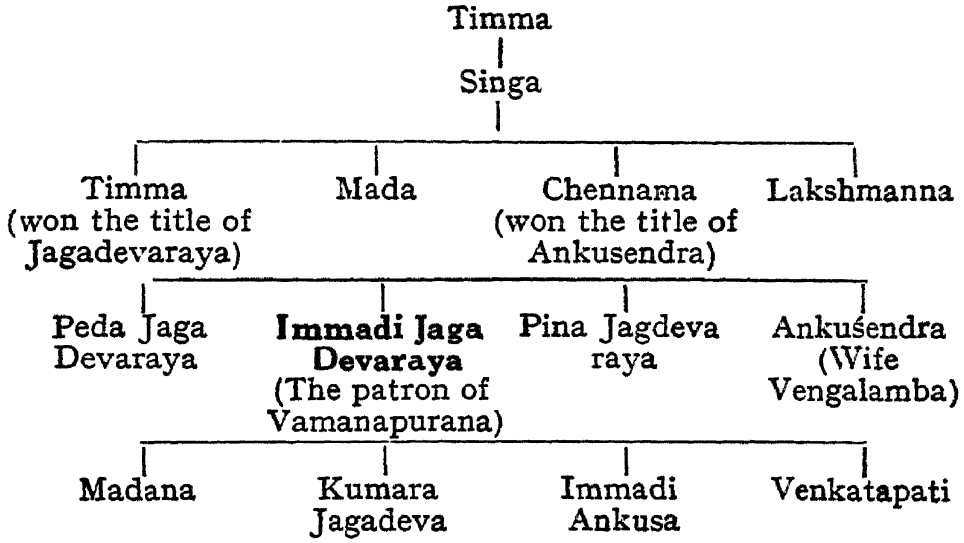 Timma
Singa
Timma
(won the title of
Jagadevaraya)
Mada
Chennama
(won the title of
Ankusendra)
Lakshmanna
Peda Jaga
Devaraya
Immadi Jaga
Devaraya
(The patron of
Vamanapurana)
Pina Jagdeva
raya
Ankuśendra
(Wife
Vengalamba)
Madana
Kumara
Jagadeva
Immadi
Ankusa
Venkatapati